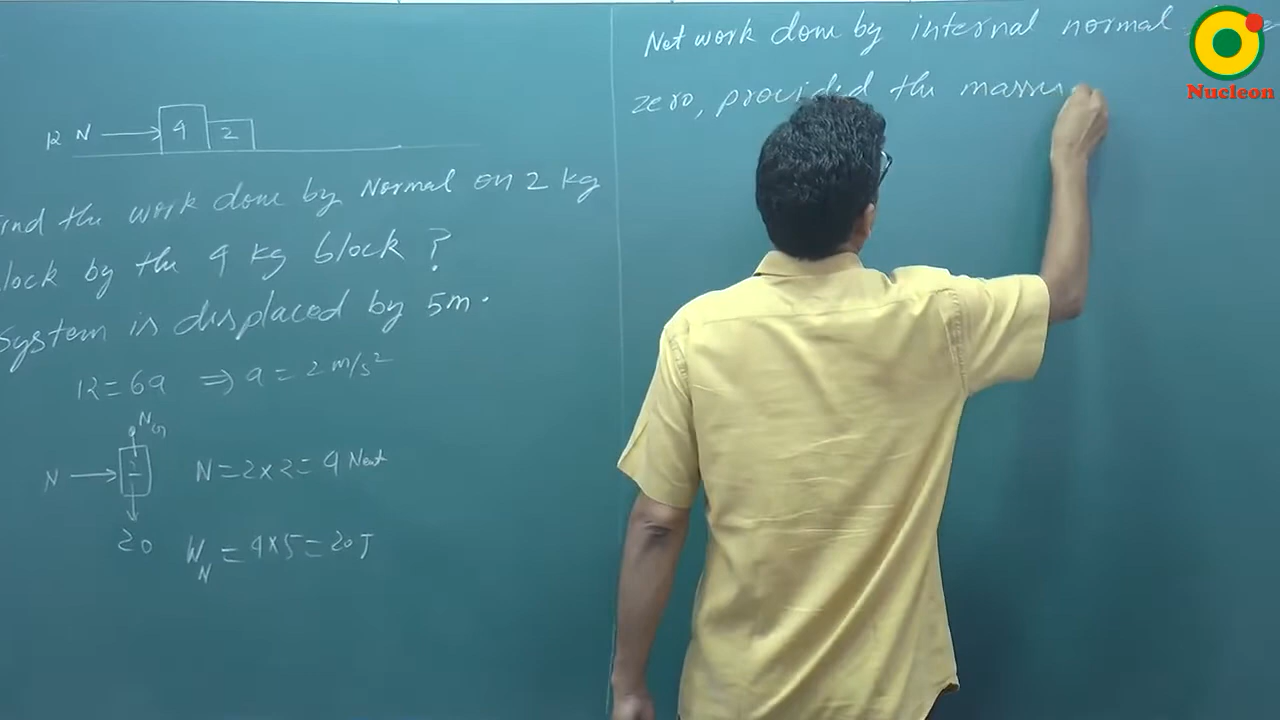 12 N
4 2
Find the work done by Normal on 2 kg
block by the 4 kg block ?
System is displaced by 5m.
12 = 6a ⇒ a = 2 m/s²
N
N 2 N = 2×2 = 4 Newt
20
W_N = 4×5 = 20 J
Net work done by internal normal
zero, provided the masses
Nucleon